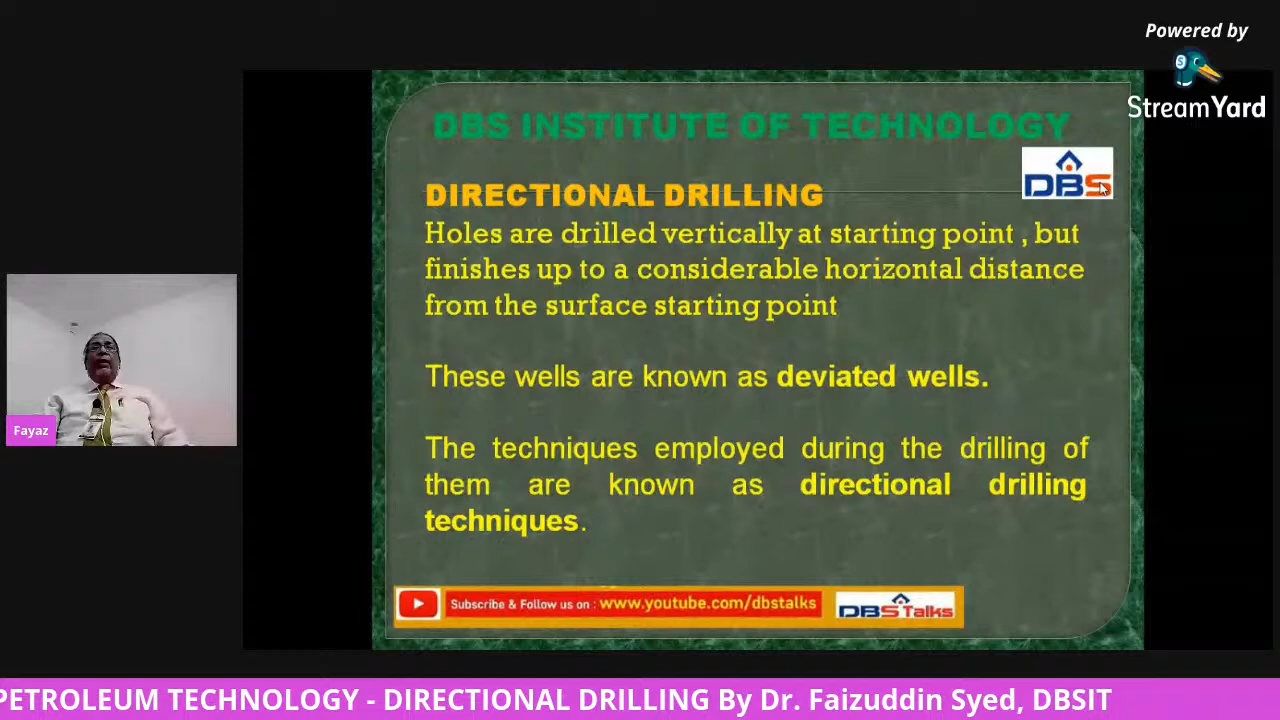 Powered by
StreamYard
DBS INSTITUTE OF TECHNOLOGY
DBS
DIRECTIONAL DRILLING
Holes are drilled vertically at starting point , but
finishes up to a considerable horizontal distance
from the surface starting point
These wells are known as deviated wells.
The techniques employed during the drilling of
them are known as directional drilling
techniques.
Fayaz
Subscribe & Follow us on : www.youtube.com/dbstalks
DBS Talks
PETROLEUM TECHNOLOGY - DIRECTIONAL DRILLING By Dr. Faizuddin Syed, DBSIT